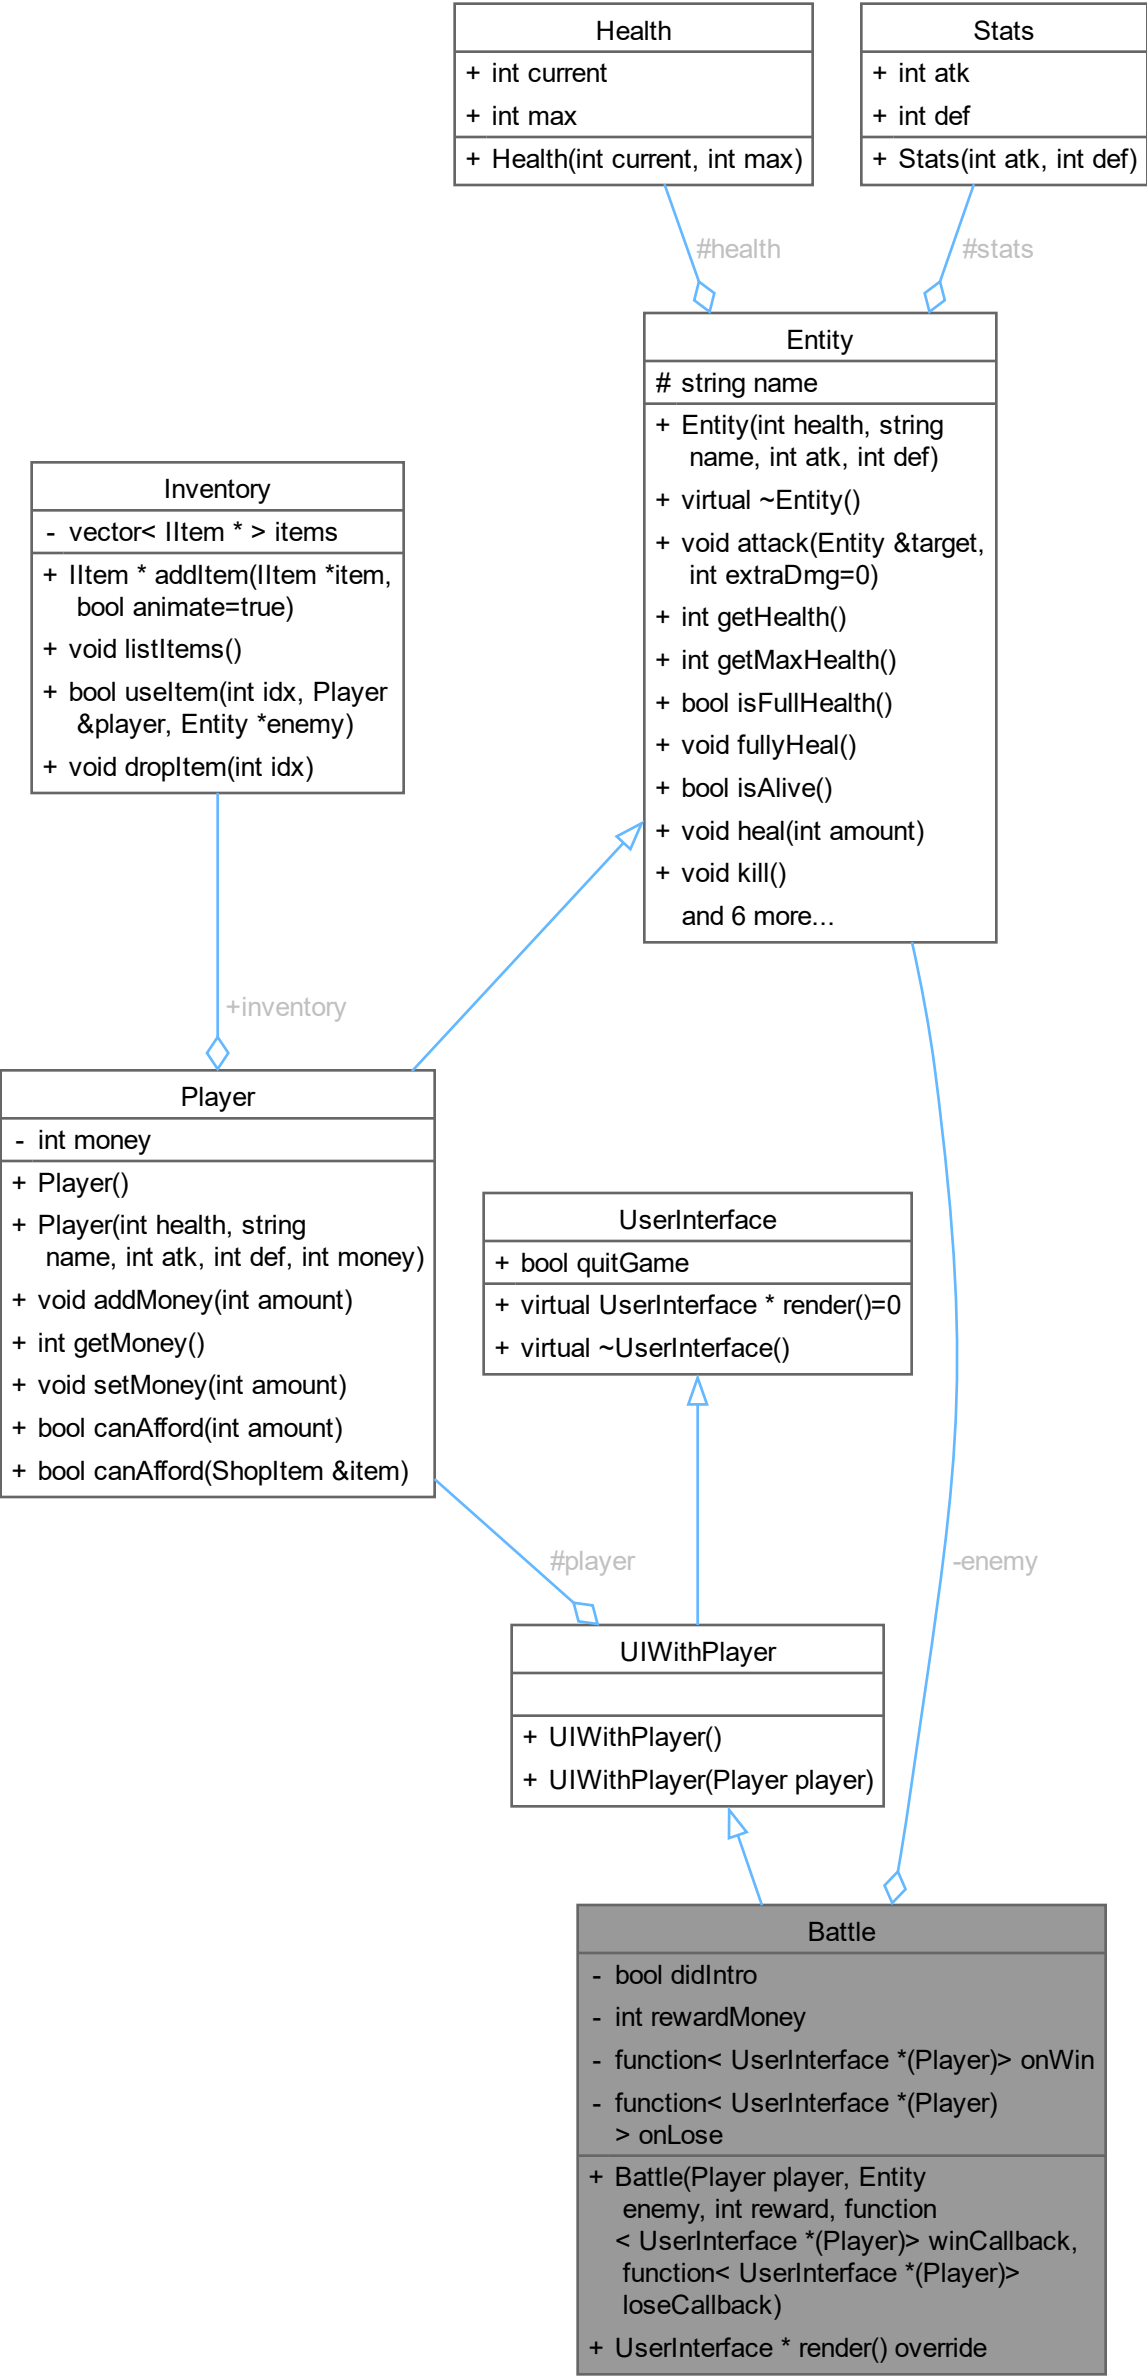 Health
+ int current
+ int max
+ Health(int current, int max)
Stats
+ int atk
+ int def
+ Stats(int atk, int def)
#health
#stats
Entity
# string name
+ Entity(int health, string
name, int atk, int def)
+ virtual ~Entity()
+ void attack(Entity &target,
int extraDmg=0)
+ int getHealth()
+ int getMaxHealth()
+ bool isFullHealth()
+ void fullyHeal()
+ bool isAlive()
+ void heal(int amount)
+ void kill()
and 6 more...
Inventory
- vector< IItem * > items
+ IItem * addItem(IItem *item,
bool animate=true)
+ void listItems()
+ bool useItem(int idx, Player
&player, Entity *enemy)
+ void dropItem(int idx)
+inventory
Player
- int money
+ Player()
+ Player(int health, string
name, int atk, int def, int money)
+ void addMoney(int amount)
+ int getMoney()
+ void setMoney(int amount)
+ bool canAfford(int amount)
+ bool canAfford(ShopItem &item)
UserInterface
+ bool quitGame
+ virtual UserInterface * render()=0
+ virtual ~UserInterface()
#player
-enemy
UIWithPlayer
+ UIWithPlayer()
+ UIWithPlayer(Player player)
Battle
- bool didIntro
- int rewardMoney
- function< UserInterface *(Player)> onWin
- function< UserInterface *(Player)
> onLose
+ Battle(Player player, Entity
enemy, int reward, function
< UserInterface *(Player)> winCallback,
function< UserInterface *(Player)>
loseCallback)
+ UserInterface * render() override